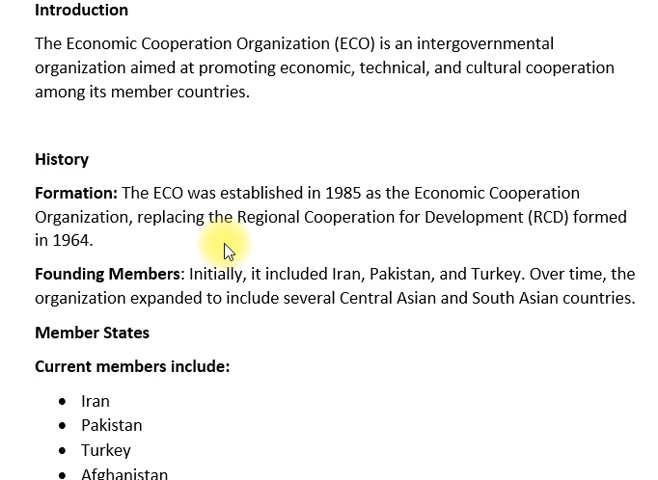 Introduction
The Economic Cooperation Organization (ECO) is an intergovernmental
organization aimed at promoting economic, technical, and cultural cooperation
among its member countries.
History
Formation: The ECO was established in 1985 as the Economic Cooperation
Organization, replacing the Regional Cooperation for Development (RCD) formed
in 1964.
Founding Members: Initially, it included Iran, Pakistan, and Turkey. Over time, the
organization expanded to include several Central Asian and South Asian countries.
Member States
Current members include:
• Iran
• Pakistan
• Turkey
• Afghanistan